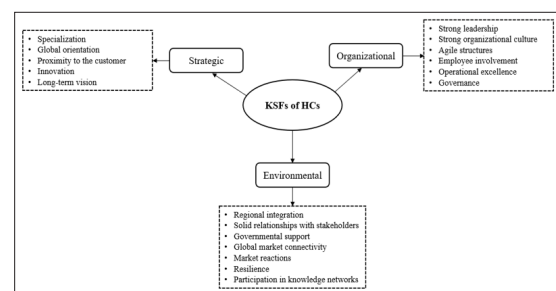 • Specialization
• Global orientation
• Proximity to the customer
• Innovation
• Long-term vision
Strategic
Organizational
• Strong leadership
• Strong organizational culture
• Agile structures
• Employee involvement
• Operational excellence
• Governance
KSFs of HCs
Environmental
• Regional integration
• Solid relationships with stakeholders
• Governmental support
• Global market connectivity
• Market reactions
• Resilience
• Participation in knowledge networks